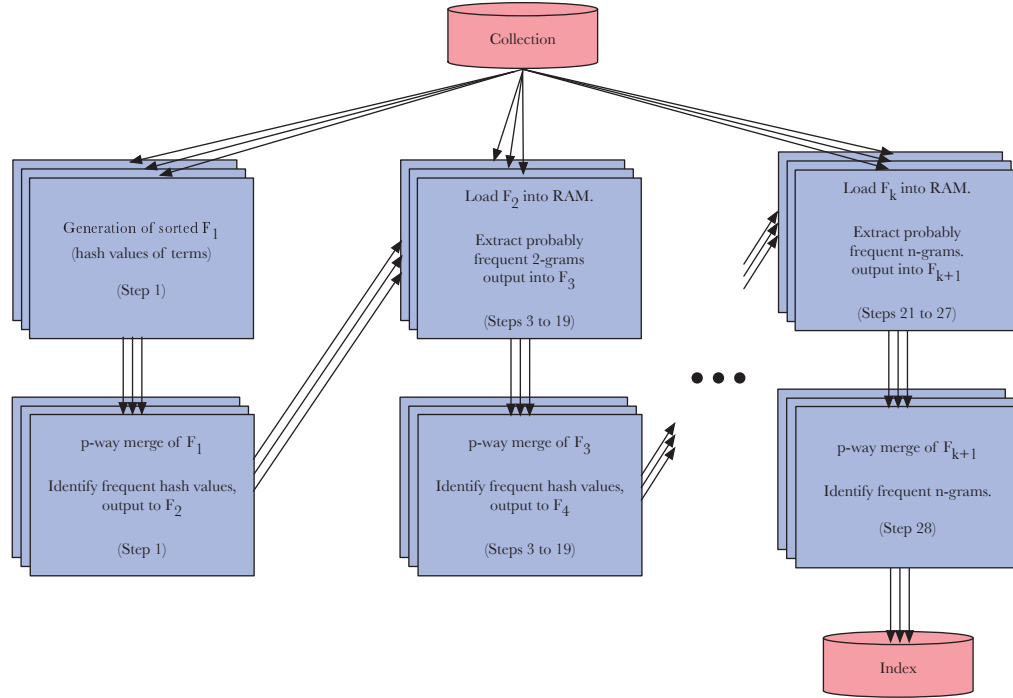 Collection
Generation of sorted F1
(hash values of terms)
(Step 1)
p-way merge of F1
Identify frequent hash values,
output to F2
(Step 1)
Load F2 into RAM.
Extract probably
frequent 2-grams
output into F3
(Steps 3 to 19)
p-way merge of F3
Identify frequent hash values,
output to F4
(Steps 3 to 19)
Load Fk into RAM.
Extract probably
frequent n-grams.
output into Fk+1
(Steps 21 to 27)
p-way merge of Fk+1
Identify frequent n-grams.
(Step 28)
Index